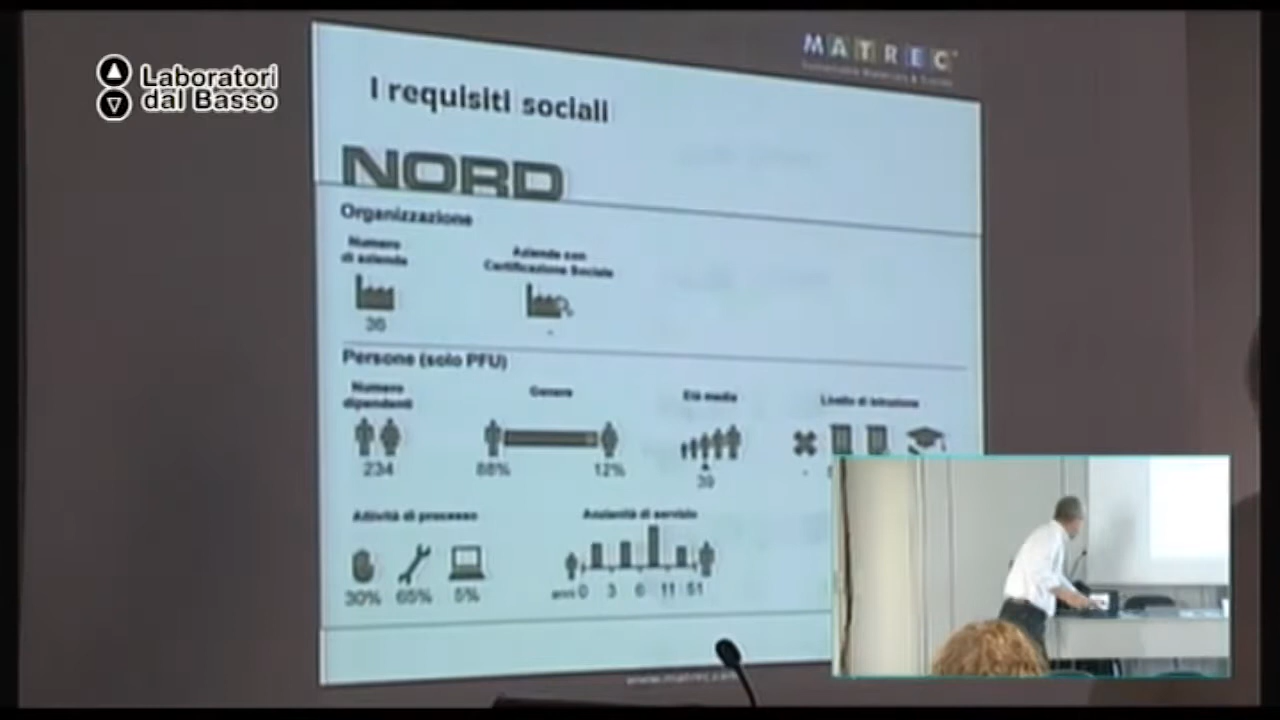 Laboratori
dal Basso
MATREC
I requisiti sociali
NORD
Organizzazione
Numero
di aziende
Aziende con
Certificazione Sociale
36
-
Persone (solo PFU)
Numero
dipendenti
Genere
Età media
Livello di istruzione
234
88%
12%
39
-
Attività di processo
Anzianità di servizio
30%
65%
5%
anni 0 3 6 11 51